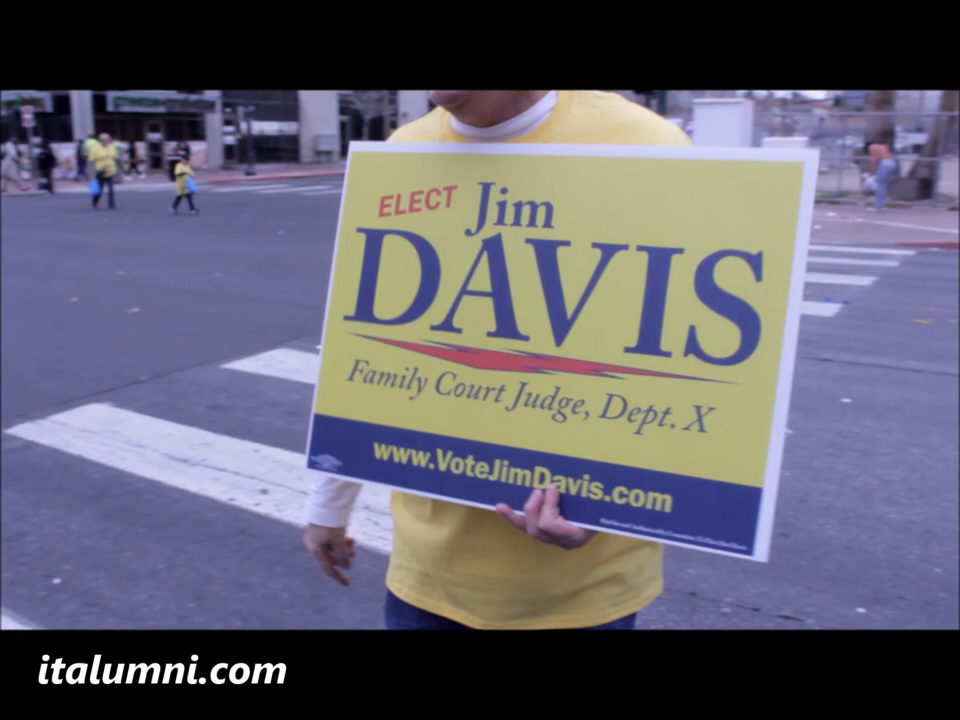 ELECT Jim
DAVIS
Family Court Judge, Dept. X
www.VoteJimDavis.com
italumni.com